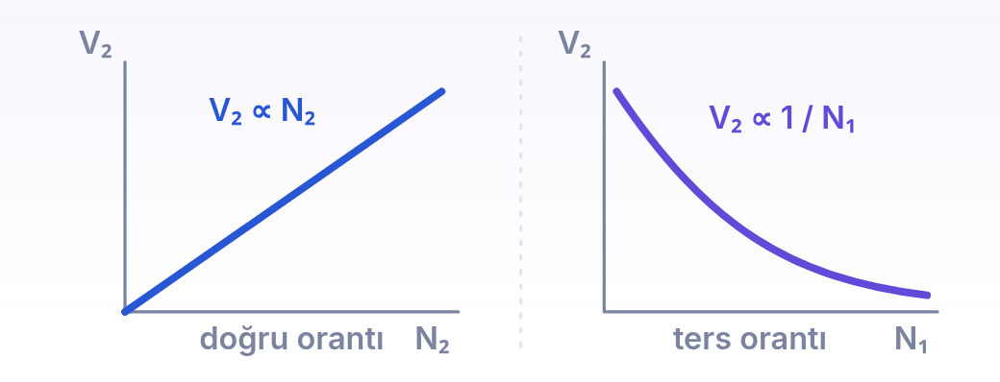 V₂
V₂ ∝ N₂
doğru orantı N₂
V₂
V₂ ∝ 1 / N₁
ters orantı N₁